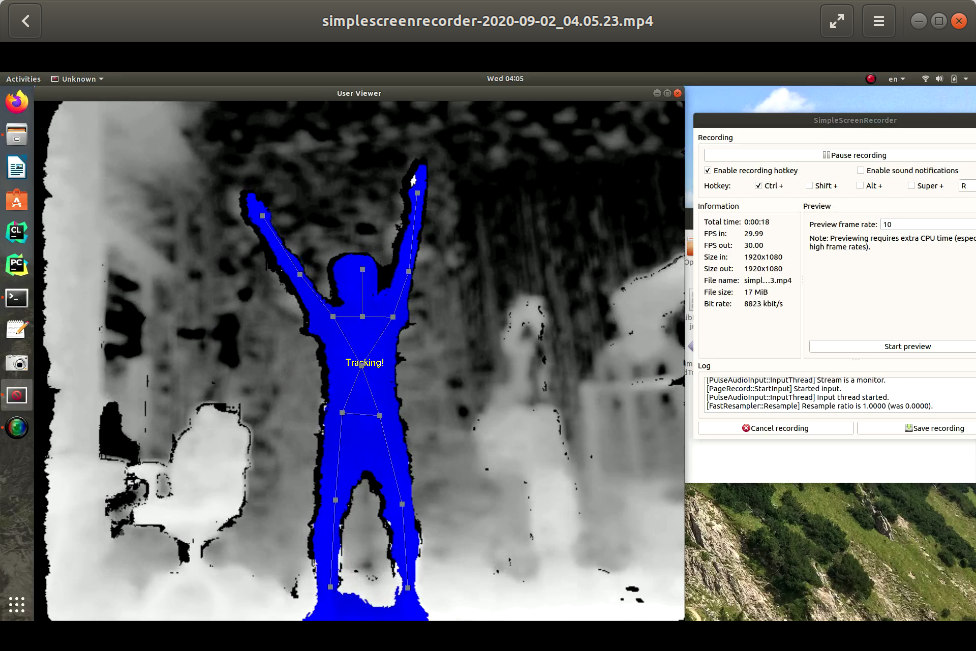 simplescreenrecorder-2020-09-02_04.05.23.mp4
Activities Unknown Wed 04:05 en
User Viewer
Tracking!
CL
PC
SimpleScreenRecorder
Recording
Pause recording
Enable recording hotkey Enable sound notifications
Hotkey: Ctrl + Shift + Alt + Super + R
Information
Total time: 0:00:18
FPS in: 29.99
FPS out: 30.00
Size in: 1920x1080
Size out: 1920x1080
File name: simpl...3.mp4
File size: 17 MiB
Bit rate: 8823 kbit/s
Preview
Preview frame rate: 10
Note: Previewing requires extra CPU time (espec
high frame rates).
Start preview
Log
[PulseAudioInput::InputThread] Stream is a monitor.
[PageRecord::StartInput] Started input.
[PulseAudioInput::InputThread] Input thread started.
[FastResampler::Resample] Resample ratio is 1.0000 (was 0.0000).
Cancel recording Save recording